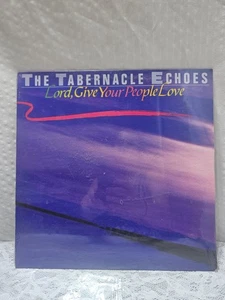 THE TABERNACLE ECHOES
Lord, Give Your People Love